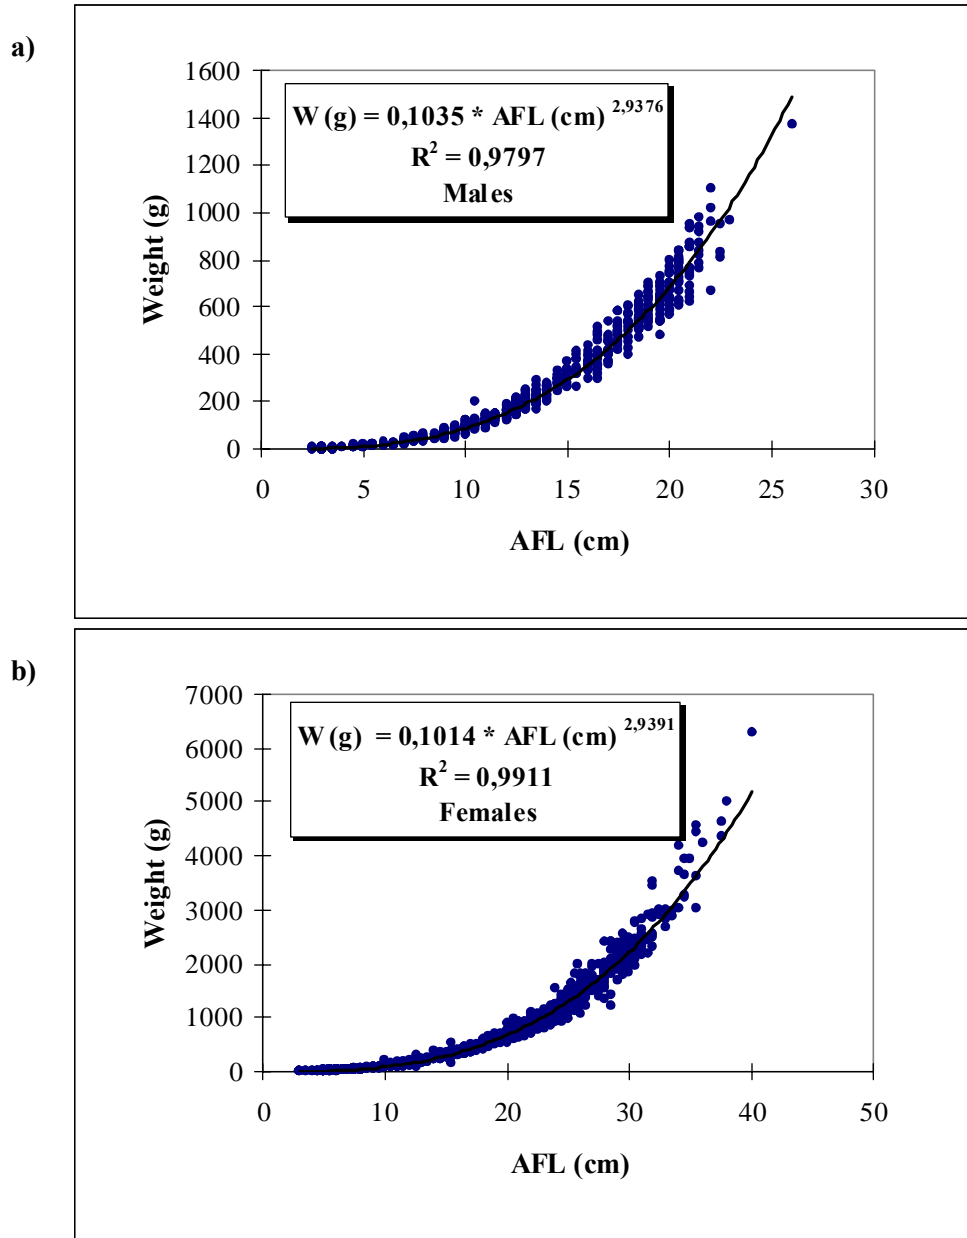 a)
1600
1400
1200
1000
800
600
400
200
0
Weight (g)
W (g) = 0,1035 * AFL (cm) 2,9376
R2 = 0,9797
Males
0 5 10 15 20 25 30
AFL (cm)
b)
7000
6000
5000
4000
3000
2000
1000
0
Weight (g)
W (g) = 0,1014 * AFL (cm) 2,9391
R2 = 0,9911
Females
0 10 20 30 40 50
AFL (cm)